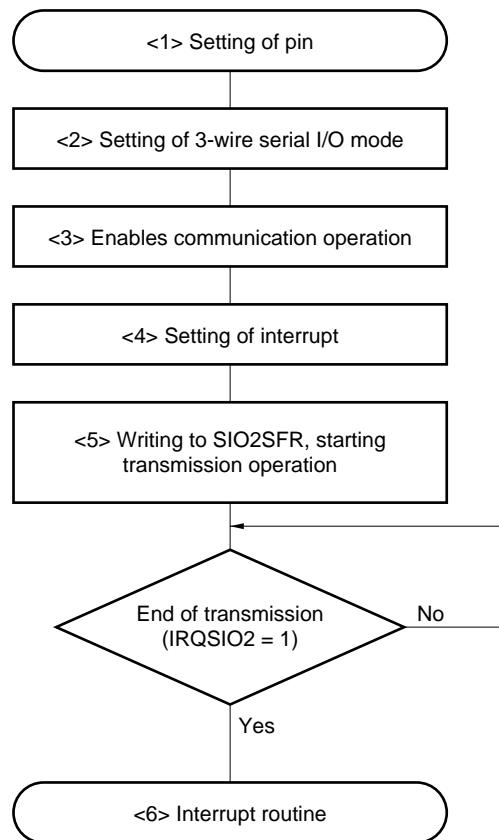 <1> Setting of pin
<2> Setting of 3-wire serial I/O mode
<3> Enables communication operation
<4> Setting of interrupt
<5> Writing to SIO2SFR, starting
transmission operation
End of transmission
(IRQSIO2 = 1)
No
Yes
<6> Interrupt routine